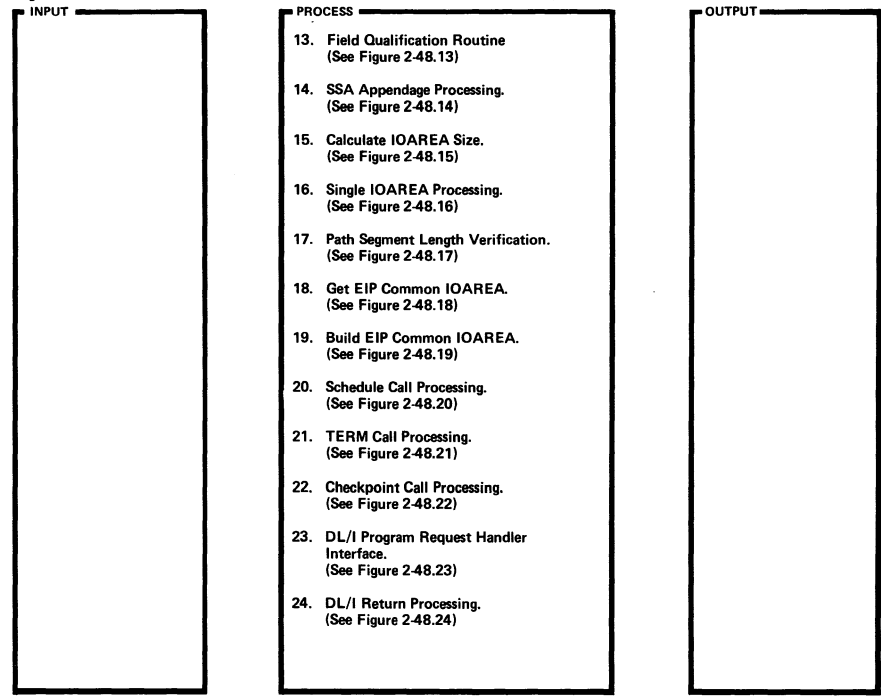 INPUT
PROCESS
OUTPUT
13. Field Qualification Routine
(See Figure 2-48.13)
14. SSA Appendage Processing.
(See Figure 2-48.14)
15. Calculate IOAREA Size.
(See Figure 2-48.15)
16. Single IOAREA Processing.
(See Figure 2-48.16)
17. Path Segment Length Verification.
(See Figure 2-48.17)
18. Get EIP Common IOAREA.
(See Figure 2-48.18)
19. Build EIP Common IOAREA.
(See Figure 2-48.19)
20. Schedule Call Processing.
(See Figure 2-48.20)
21. TERM Call Processing.
(See Figure 2-48.21)
22. Checkpoint Call Processing.
(See Figure 2-48.22)
23. DL/I Program Request Handler
Interface.
(See Figure 2-48.23)
24. DL/I Return Processing.
(See Figure 2-48.24)